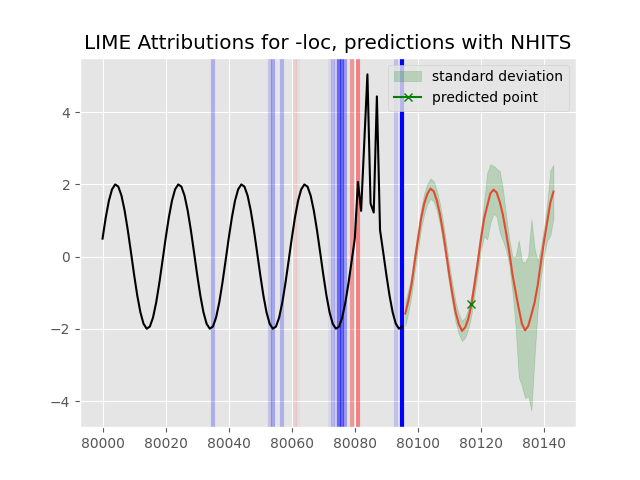 LIME Attributions for -loc, predictions with NHITS
standard deviation
predicted point
4
2
0
−2
−4
80000 80020 80040 80060 80080 80100 80120 80140